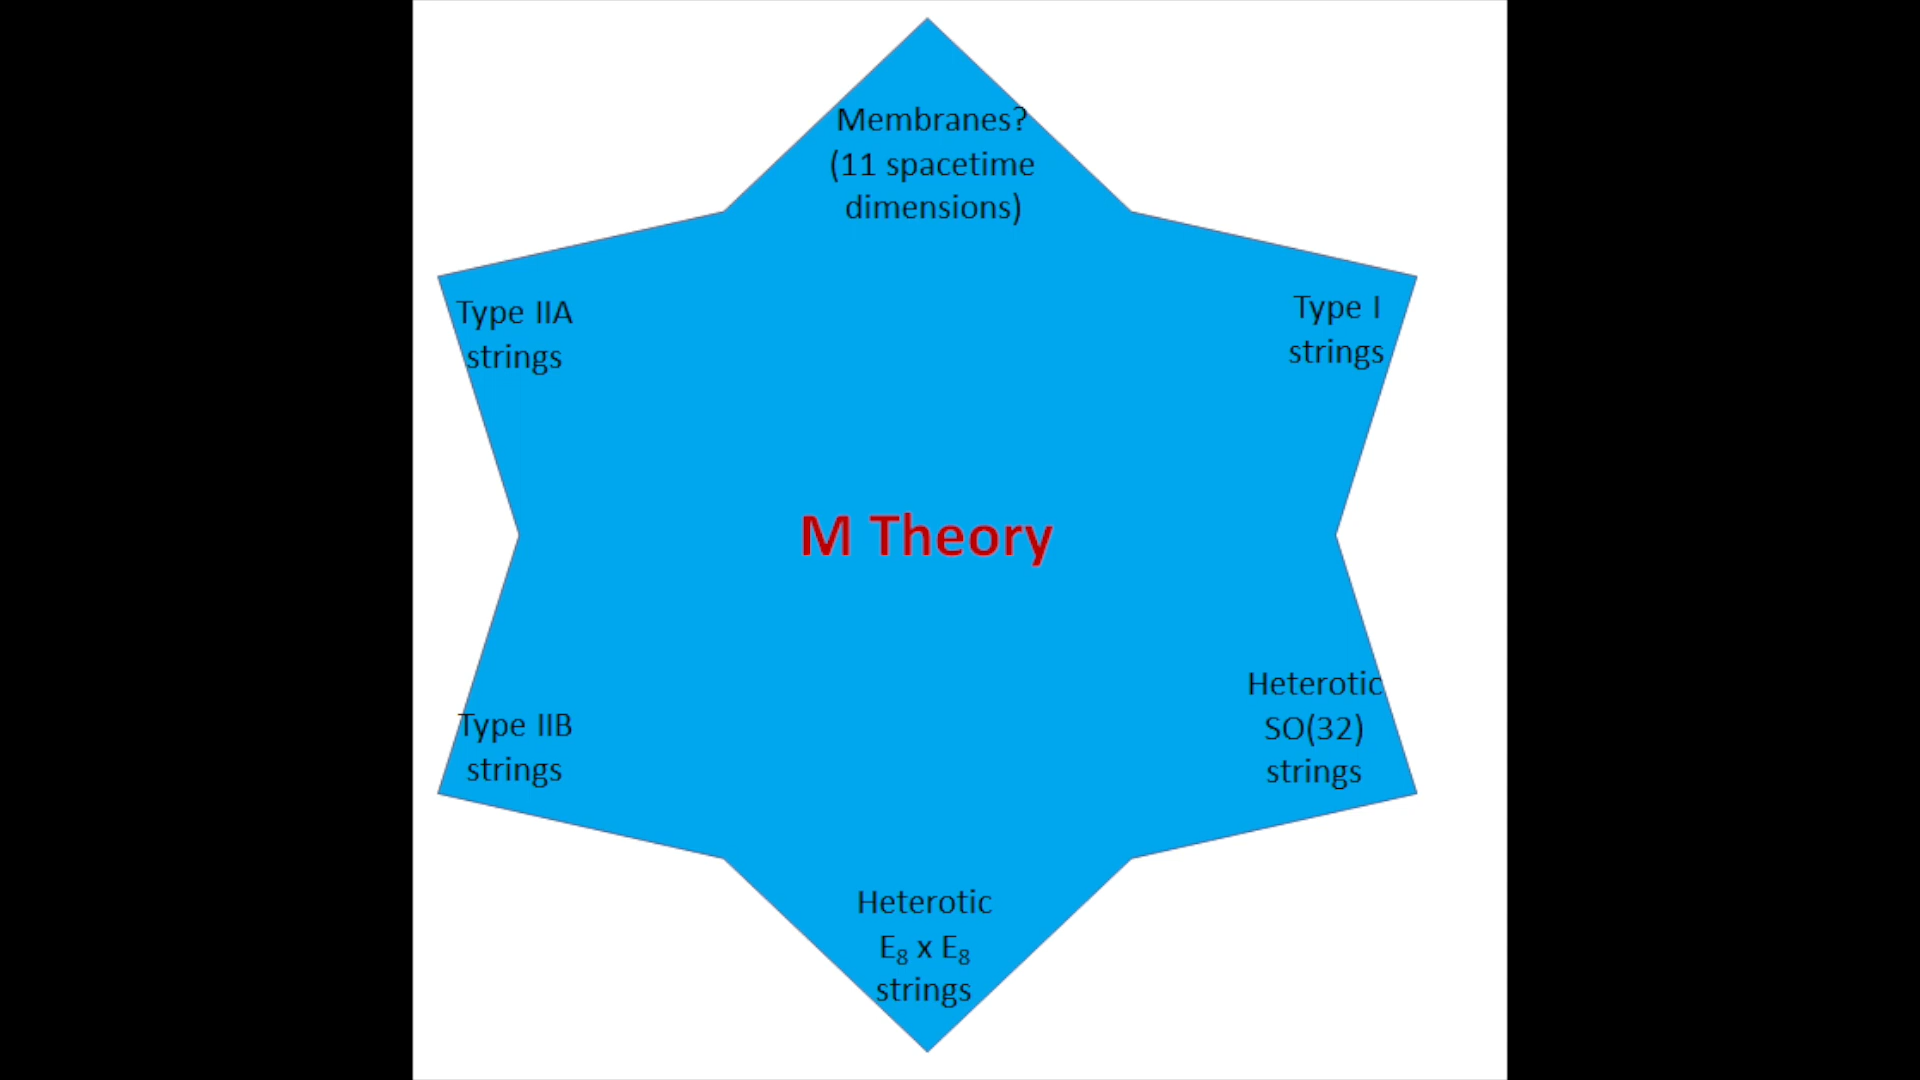 Membranes?
(11 spacetime
dimensions)
Type IIA
strings
Type I
strings
M Theory
Type IIB
strings
Heterotic
SO(32)
strings
Heterotic
E₈ x E₈
strings